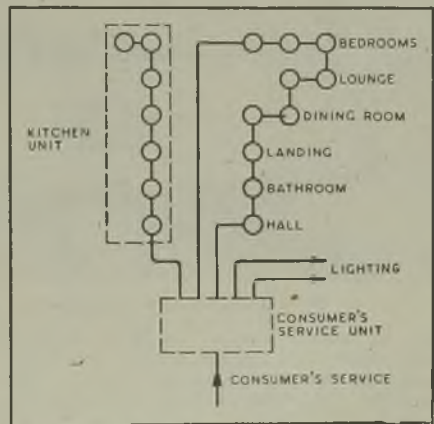 BEDROOMS
LOUNGE
DINING ROOM
KITCHEN
UNIT
LANDING
BATHROOM
HALL
LIGHTING
CONSUMER'S
SERVICE UNIT
CONSUMER'S SERVICE